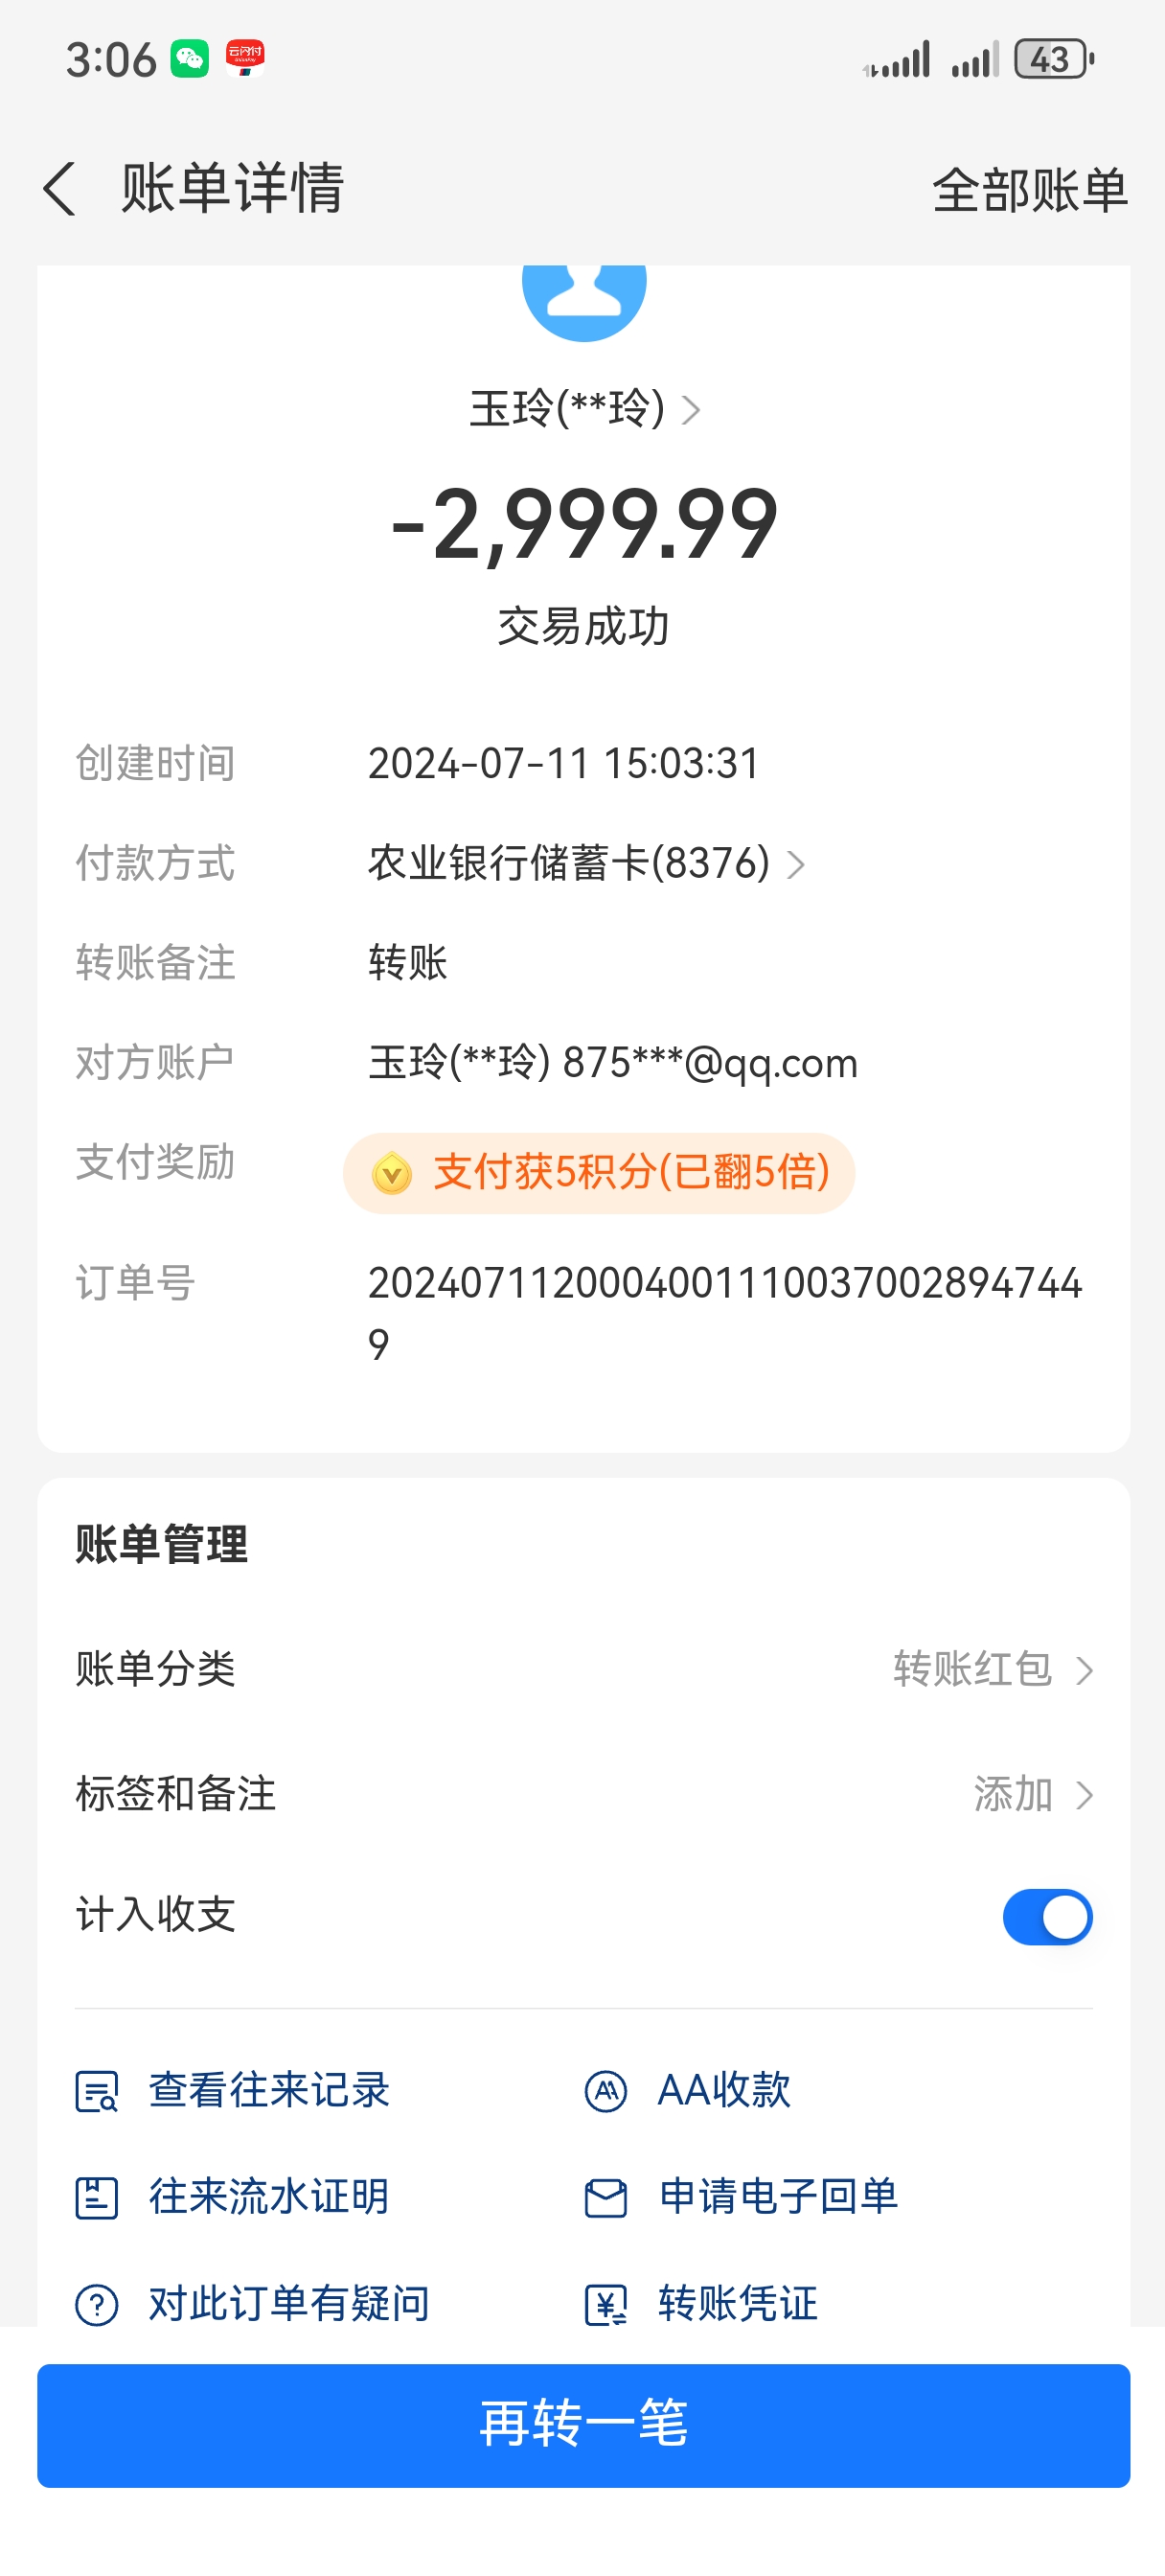 3:06 云闪付 43
账单详情 全部账单
玉玲(**玲)
-2,999.99
交易成功
创建时间 2024-07-11 15:03:31
付款方式 农业银行储蓄卡(8376)
转账备注 转账
对方账户 玉玲(**玲) 875***@qq.com
支付奖励 支付获5积分(已翻5倍)
订单号 2024071120004001110037002894744
9
账单管理
账单分类 转账红包
标签和备注 添加
计入收支
查看往来记录 AA收款
往来流水证明 申请电子回单
对此订单有疑问 转账凭证
再转一笔